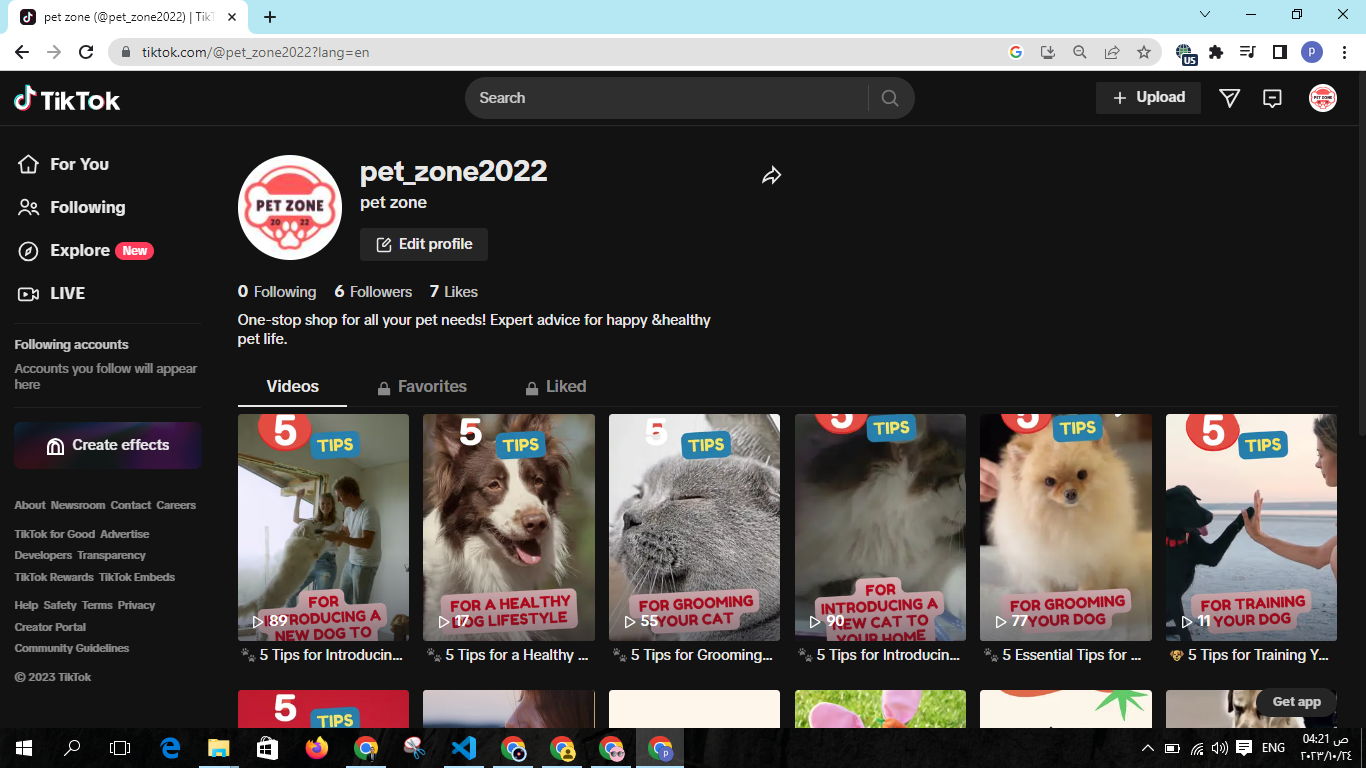 pet zone (@pet_zone2022) | Tik
tiktok.com/@pet_zone2022?lang=en
US
p
TikTok
Search
Upload
PET ZONE
For You
Following
Explore New
LIVE
Following accounts
Accounts you follow will appear
here
Create effects
About Newsroom Contact Careers
TikTok for Good Advertise
Developers Transparency
TikTok Rewards TikTok Embeds
Help Safety Terms Privacy
Creator Portal
Community Guidelines
© 2023 TikTok
PET ZONE
20 22
pet_zone2022
pet zone
Edit profile
0 Following 6 Followers 7 Likes
One-stop shop for all your pet needs! Expert advice for happy &healthy
pet life.
Videos Favorites Liked
5 TIPS
FOR
INTRODUCING A
NEW DOG TO
89
🐾 5 Tips for Introducin...
5 TIPS
FOR A HEALTHY
DOG LIFESTYLE
17
🐾 5 Tips for a Healthy ...
5 TIPS
FOR GROOMING
YOUR CAT
55
🐾 5 Tips for Grooming...
5 TIPS
FOR
INTRODUCING A
NEW CAT TO
YOUR HOME
90
🐾 5 Tips for Introducin...
5 TIPS
FOR GROOMING
YOUR DOG
77
🐾 5 Essential Tips for ...
5 TIPS
FOR TRAINING
YOUR DOG
11
🐶 5 Tips for Training Y...
5 TIPS
Get app
p
ENG
04:21 ص
٢٠٢٣/١٠/٢٤